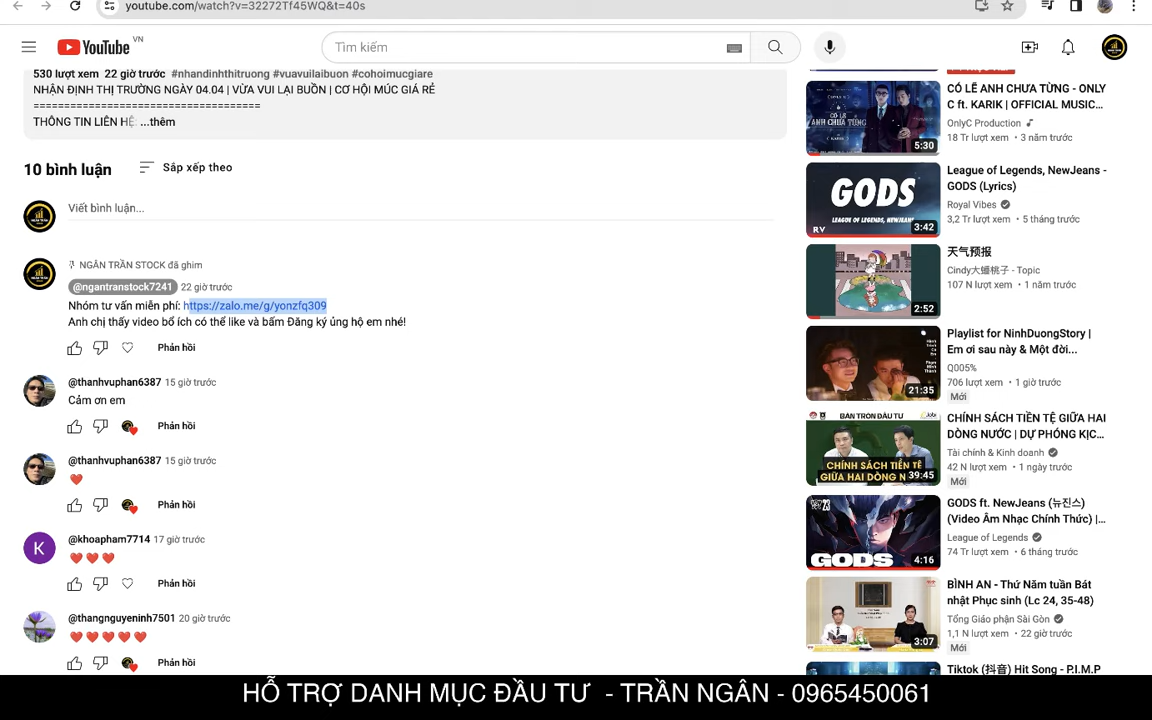 youtube.com/watch?v=32272Tf45WQ&t=40s
YouTube VN
Tìm kiếm
530 lượt xem 22 giờ trước #nhandinhthitruong #vuavuilaibuon #cohoimucgiare
NHẬN ĐỊNH THỊ TRƯỜNG NGÀY 04.04 | VỪA VUI LẠI BUỒN | CƠ HỘI MÚC GIÁ RẺ
=====================================
THÔNG TIN LIÊN HỆ: ...thêm
10 bình luận
Sắp xếp theo
Viết bình luận...
NGÂN TRẦN STOCK đã ghim
@ngantranstock7241 22 giờ trước
Nhóm tư vấn miễn phí: https://zalo.me/g/yonzfq309
Anh chị thấy video bổ ích có thể like và bấm Đăng ký ủng hộ em nhé!
Phản hồi
@thanhvuphan6387 15 giờ trước
Cảm ơn em
Phản hồi
@thanhvuphan6387 15 giờ trước
❤️
Phản hồi
K
@khoapham7714 17 giờ trước
❤️❤️❤️
Phản hồi
@thangnguyeninh7501 20 giờ trước
❤️❤️❤️❤️❤️
Phản hồi
CÓ LẼ
ANH CHƯA TỪNG
5:30
CÓ LẼ ANH CHƯA TỪNG - ONLY
C ft. KARIK | OFFICIAL MUSIC...
OnlyC Production
18 Tr lượt xem • 3 năm trước
GODS
LEAGUE OF LEGENDS, NEWJEANS
RV
3:42
League of Legends, NewJeans -
GODS (Lyrics)
Royal Vibes
3,2 Tr lượt xem • 5 tháng trước
2:52
天气预报
Cindy大蟠桃子 - Topic
107 N lượt xem • 1 năm trước
21:35
Playlist for NinhDuongStory |
Em ơi sau này & Một đời...
Q005%
706 lượt xem • 1 giờ trước
Mới
BÀN TRÒN ĐẦU TƯ
CHÍNH SÁCH TIỀN TỆ
GIỮA HAI DÒNG N
39:45
CHÍNH SÁCH TIỀN TỆ GIỮA HAI
DÒNG NƯỚC | DỰ PHÓNG KỊC...
Tài chính & Kinh doanh
42 N lượt xem • 1 ngày trước
Mới
23
GODS
4:16
GODS ft. NewJeans (뉴진스)
(Video Âm Nhạc Chính Thức) |...
League of Legends
74 Tr lượt xem • 6 tháng trước
3:07
BÌNH AN - Thứ Năm tuần Bát
nhật Phục sinh (Lc 24, 35-48)
Tổng Giáo phận Sài Gòn
1,1 N lượt xem • 22 giờ trước
Mới
Tiktok (抖音) Hit Song - P.I.M.P
HỖ TRỢ DANH MỤC ĐẦU TƯ - TRẦN NGÂN - 0965450061